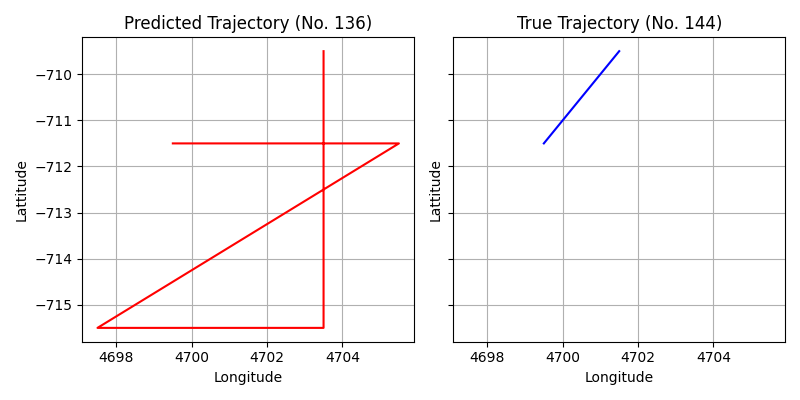 Predicted Trajectory (No. 136)
−710
−711
−712
−713
−714
−715
Lattitude
4698 4700 4702 4704
Longitude
True Trajectory (No. 144)
Lattitude
4698 4700 4702 4704
Longitude